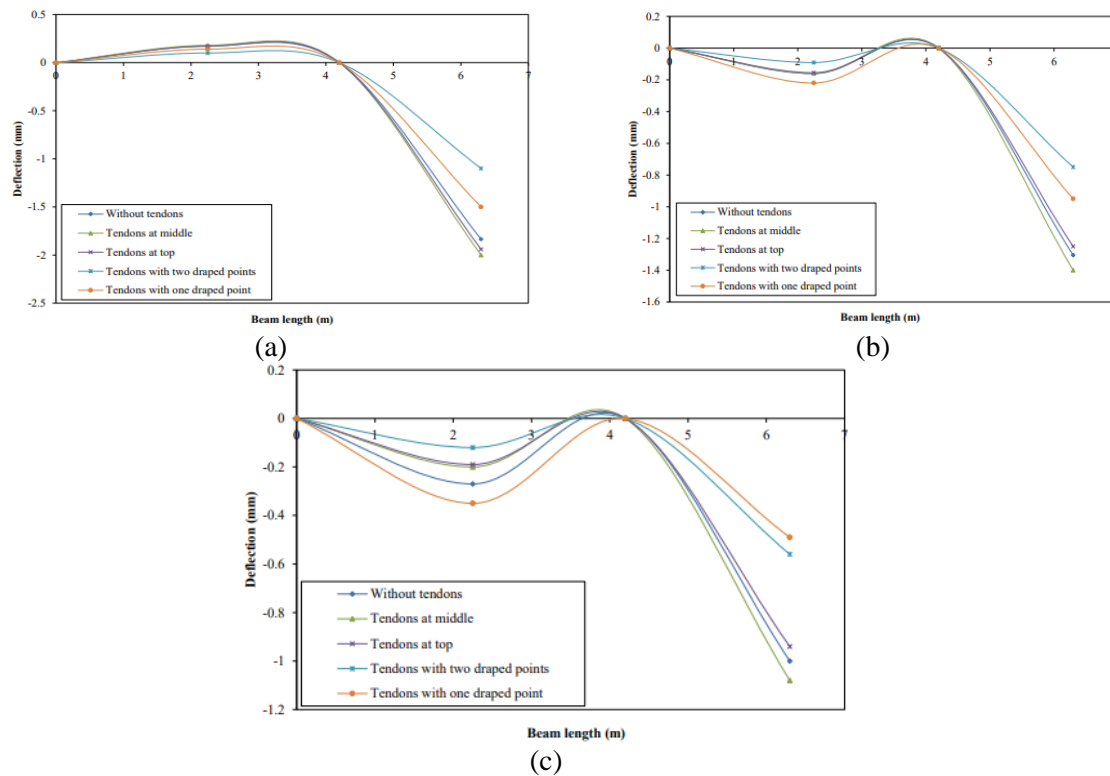 0.5
0
0 1 2 3 4 5 6 7
-0.5
-1
-1.5
-2
-2.5
Deflection (mm)
Without tendons
Tendons at middle
Tendons at top
Tendons with two draped points
Tendons with one draped point
Beam length (m)
(a)
0.2
0
0 1 2 3 4 5 6
-0.2
-0.4
-0.6
-0.8
-1
-1.2
-1.4
-1.6
Deflection (mm)
Without tendons
Tendons at middle
Tendons at top
Tendons with two draped points
Tendons with one draped point
Beam length (m)
(b)
0.2
0
0 1 2 3 4 5 6 7
-0.2
-0.4
-0.6
-0.8
-1
-1.2
Deflection (mm)
Without tendons
Tendons at middle
Tendons at top
Tendons with two draped points
Tendons with one draped point
Beam length (m)
(c)